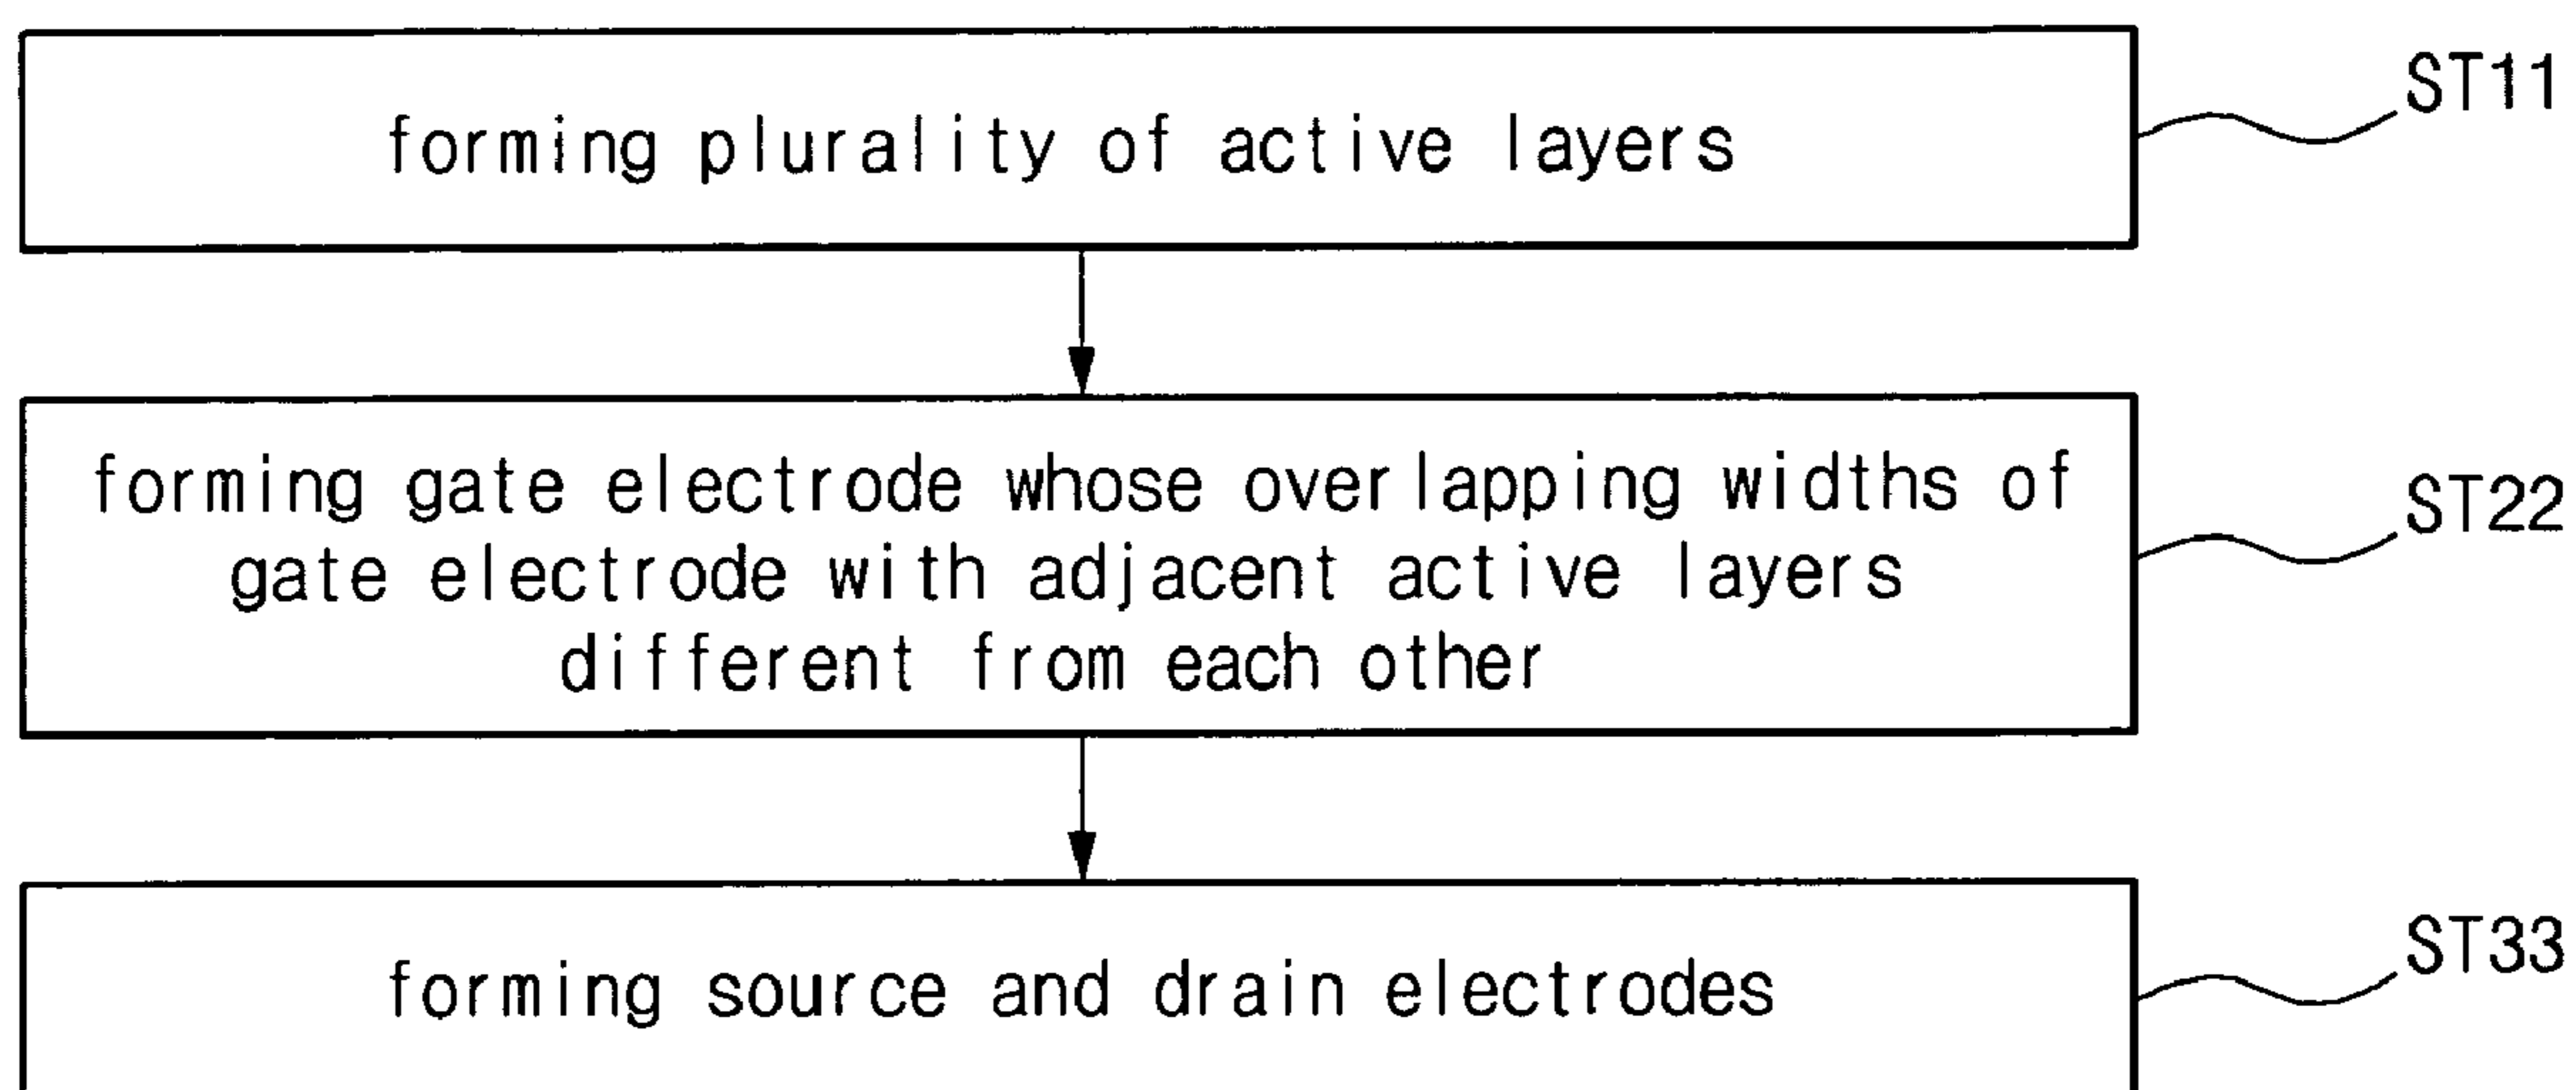 forming plurality of active layers
ST11
forming gate electrode whose overlapping widths of
gate electrode with adjacent active layers
different from each other
ST22
forming source and drain electrodes
ST33